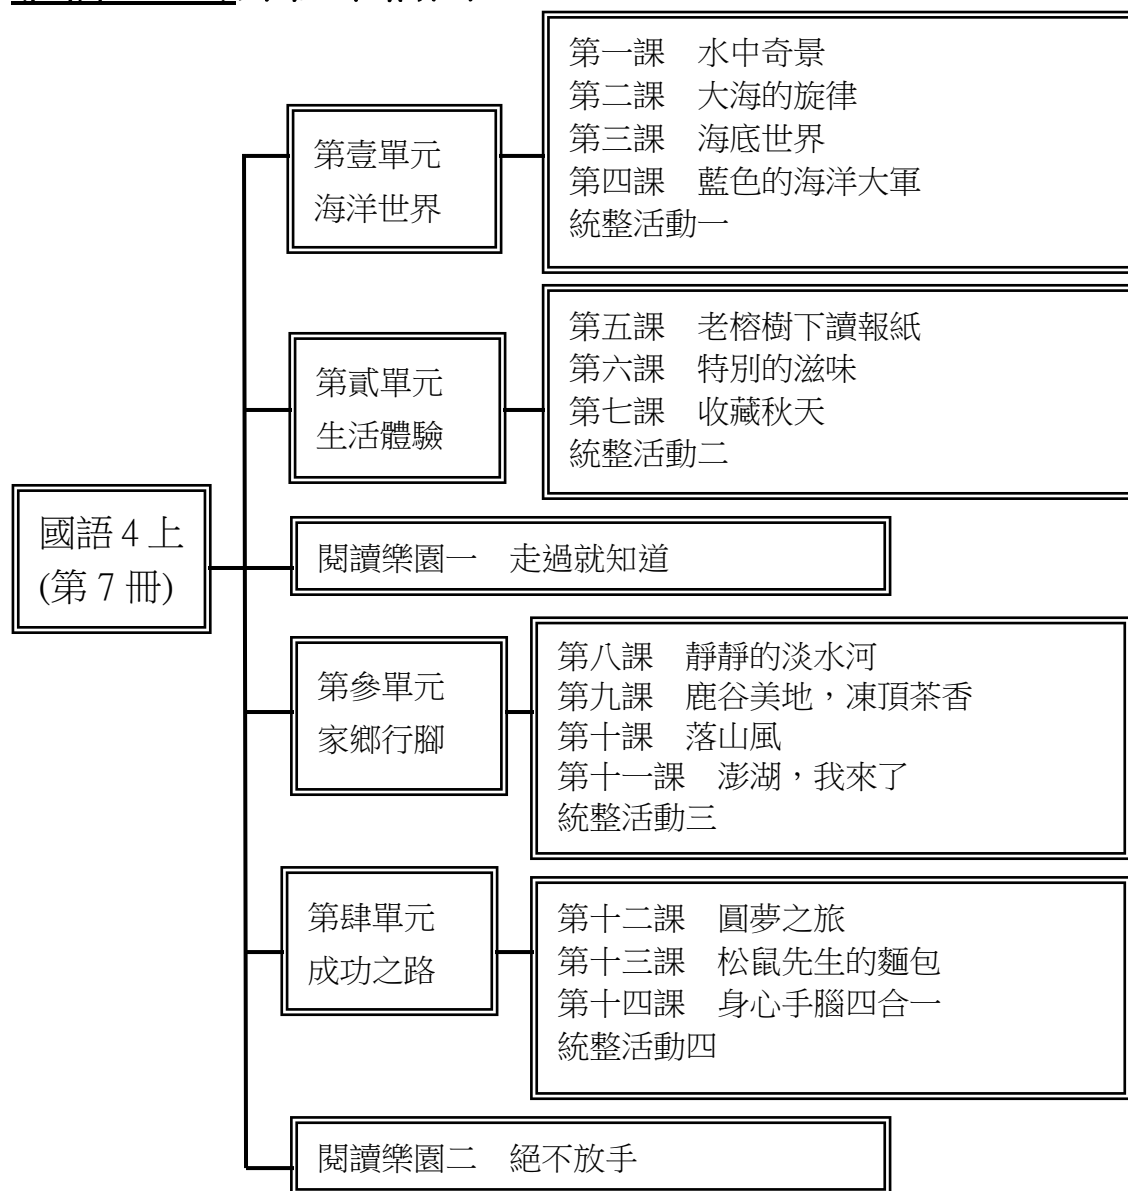 第一課　水中奇景
第二課　大海的旋律
第三課　海底世界
第四課　藍色的海洋大軍
統整活動一
第壹單元
海洋世界
第五課　老榕樹下讀報紙
第六課　特別的滋味
第七課　收藏秋天
統整活動二
第貳單元
生活體驗
國語 4 上
(第 7 冊)
閱讀樂園一　走過就知道
第八課　靜靜的淡水河
第九課　鹿谷美地，凍頂茶香
第十課　落山風
第十一課　澎湖，我來了
統整活動三
第參單元
家鄉行腳
第十二課　圓夢之旅
第十三課　松鼠先生的麵包
第十四課　身心手腦四合一
統整活動四
第肆單元
成功之路
閱讀樂園二　絕不放手